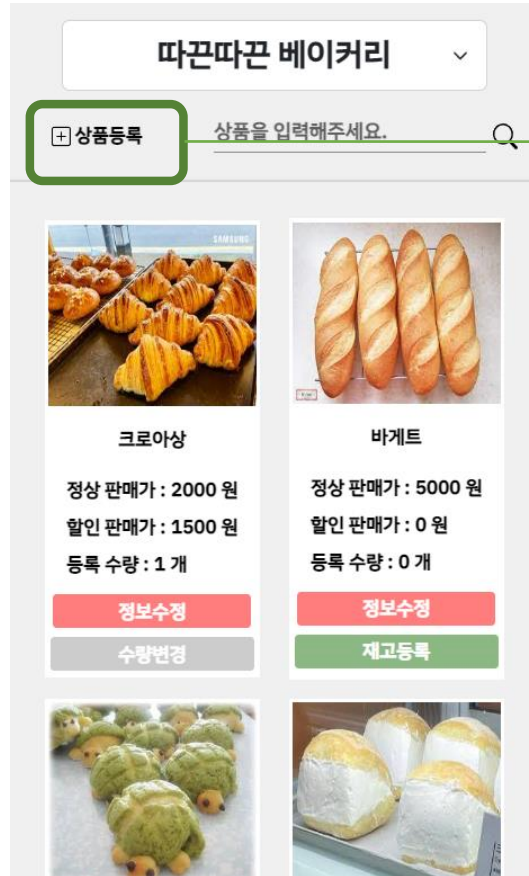 따끈따끈 베이커리
상품등록
상품을 입력해주세요.
SAMSUNG
크로아상
정상 판매가 : 2000 원
할인 판매가 : 1500 원
등록 수량 : 1 개
정보수정
수량변경
바게트
정상 판매가 : 5000 원
할인 판매가 : 0 원
등록 수량 : 0 개
정보수정
재고등록